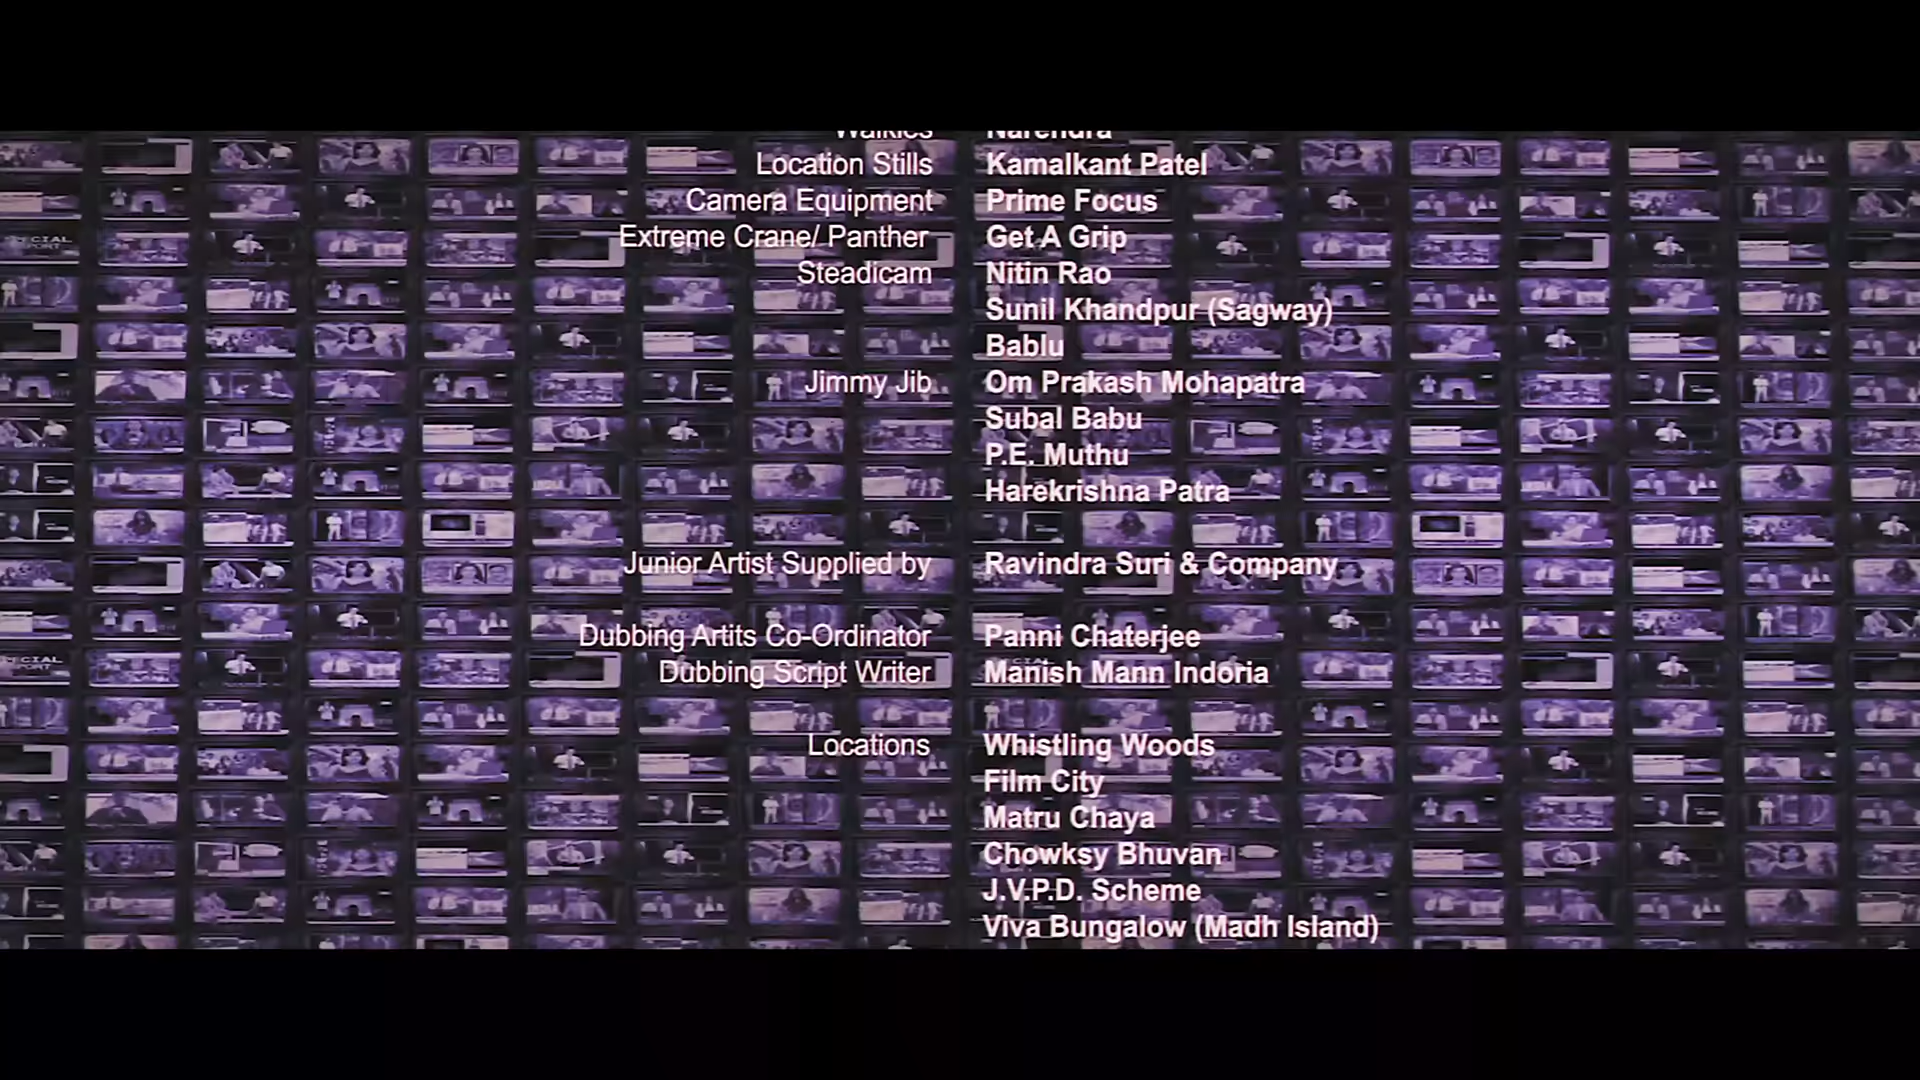 Walkies Narendra
Location Stills Kamalkant Patel
Camera Equipment Prime Focus
Extreme Crane/ Panther Get A Grip
Steadicam Nitin Rao
Sunil Khandpur (Sagway)
Bablu
Jimmy Jib Om Prakash Mohapatra
Subal Babu
P.E. Muthu
Harekrishna Patra
Junior Artist Supplied by Ravindra Suri & Company
Dubbing Artits Co-Ordinator Panni Chaterjee
Dubbing Script Writer Manish Mann Indoria
Locations Whistling Woods
Film City
Matru Chaya
Chowksy Bhuvan
J.V.P.D. Scheme
Viva Bungalow (Madh Island)